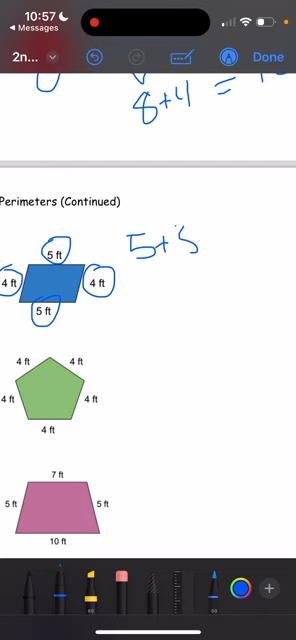 10:57
Messages
2n...
Done
8+4 =
Perimeters (Continued)
5 ft
5+5
4 ft
4 ft
5 ft
4 ft
4 ft
4 ft
4 ft
4 ft
7 ft
5 ft
5 ft
10 ft